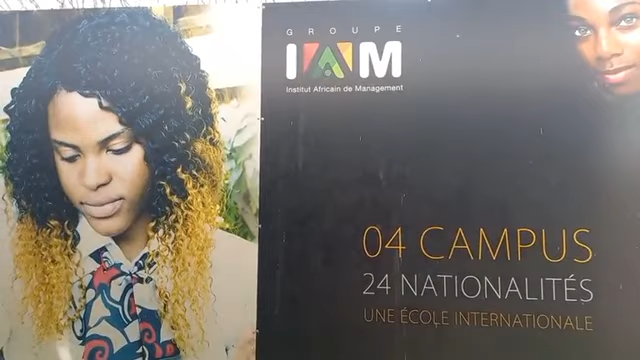 GROUPE
IAM
Institut Africain de Management
04 CAMPUS
24 NATIONALITÉS
UNE ÉCOLE INTERNATIONALE